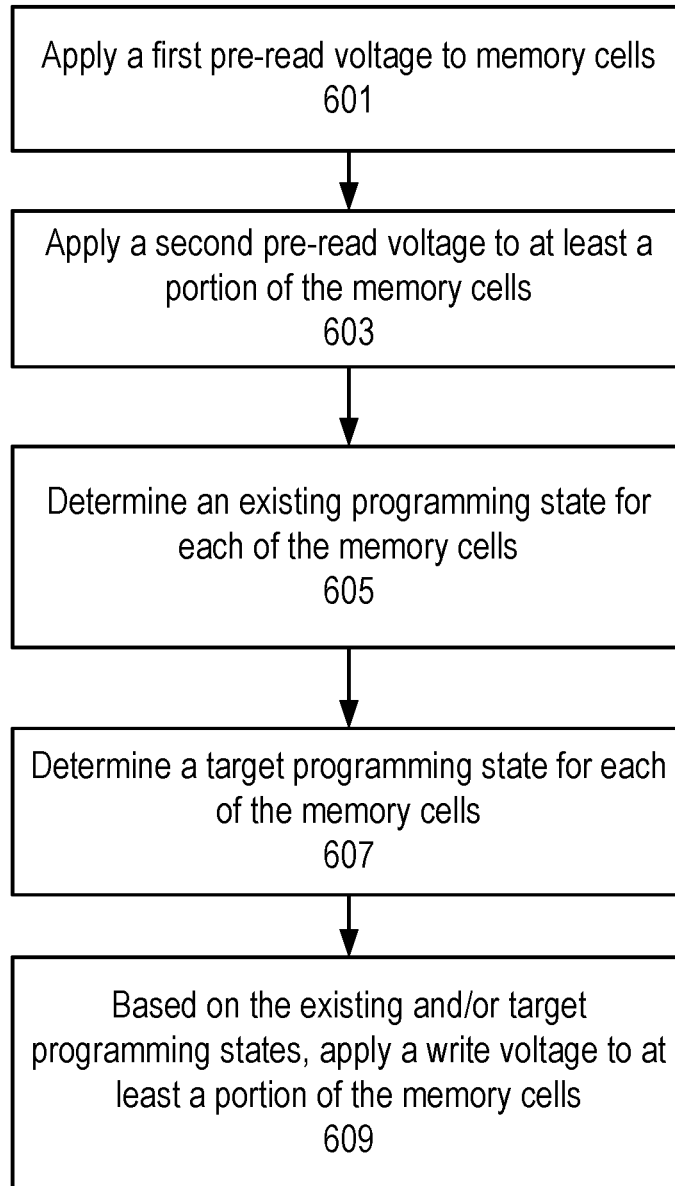 Apply a first pre-read voltage to memory cells
601
Apply a second pre-read voltage to at least a
portion of the memory cells
603
Determine an existing programming state for
each of the memory cells
605
Determine a target programming state for each
of the memory cells
607
Based on the existing and/or target
programming states, apply a write voltage to at
least a portion of the memory cells
609